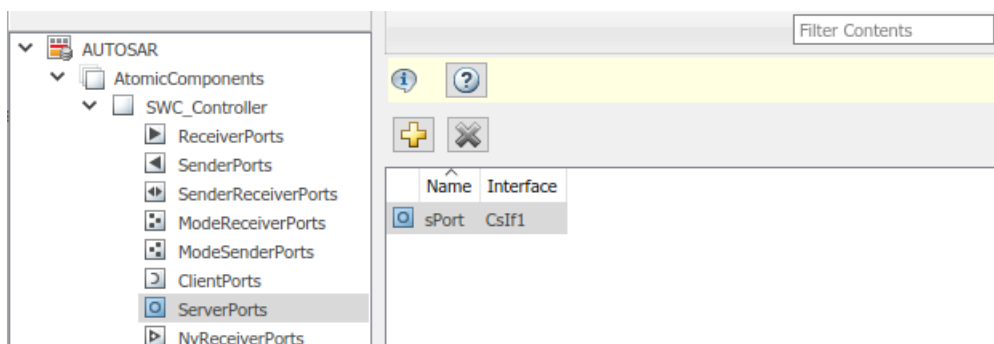 Filter Contents
AUTOSAR
AtomicComponents
SWC_Controller
ReceiverPorts
SenderPorts
SenderReceiverPorts
ModeReceiverPorts
ModeSenderPorts
ClientPorts
ServerPorts
NvReceiverPorts
Name Interface
sPort CsIf1